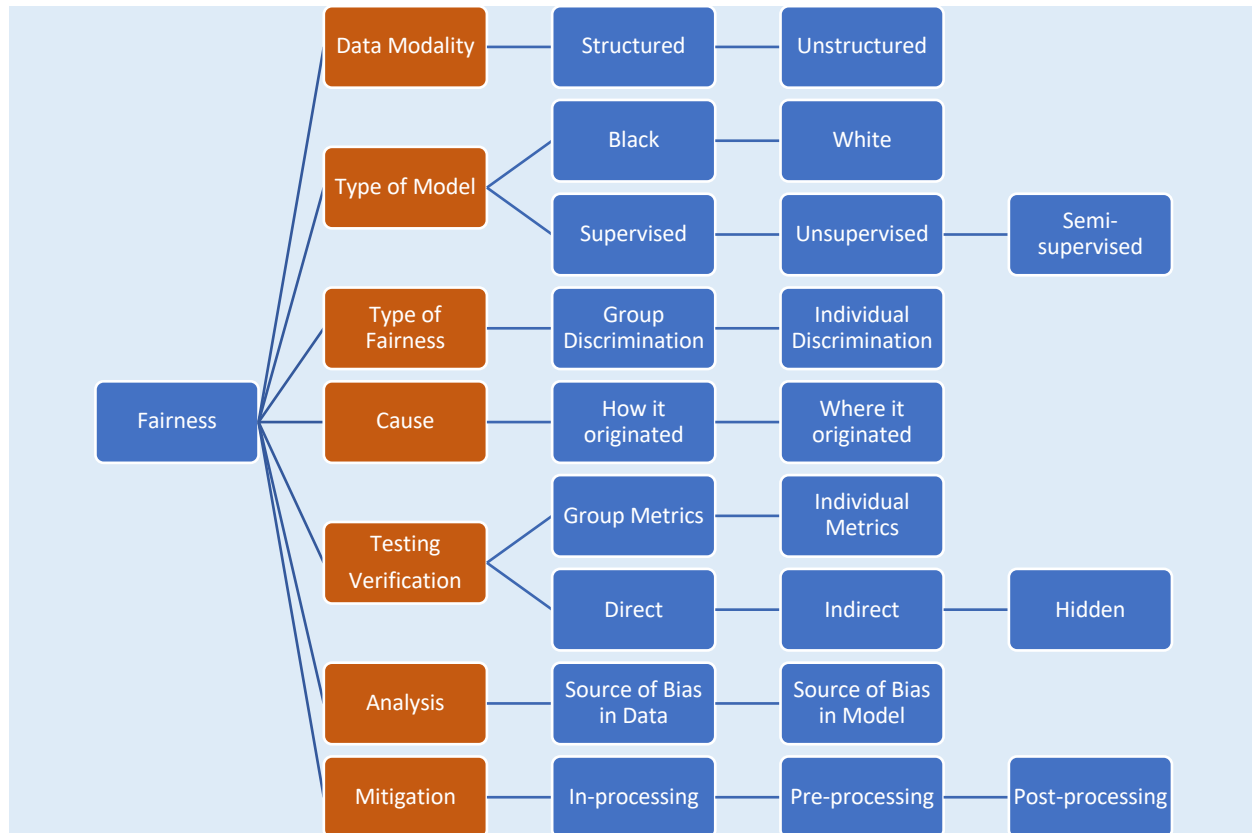 Data Modality
Structured
Unstructured
Black
White
Type of Model
Supervised
Unsupervised
Semi-
supervised
Type of
Fairness
Group
Discrimination
Individual
Discrimination
Fairness
Cause
How it
originated
Where it
originated
Group Metrics
Individual
Metrics
Testing
Verification
Direct
Indirect
Hidden
Analysis
Source of Bias
in Data
Source of Bias
in Model
Mitigation
In-processing
Pre-processing
Post-processing